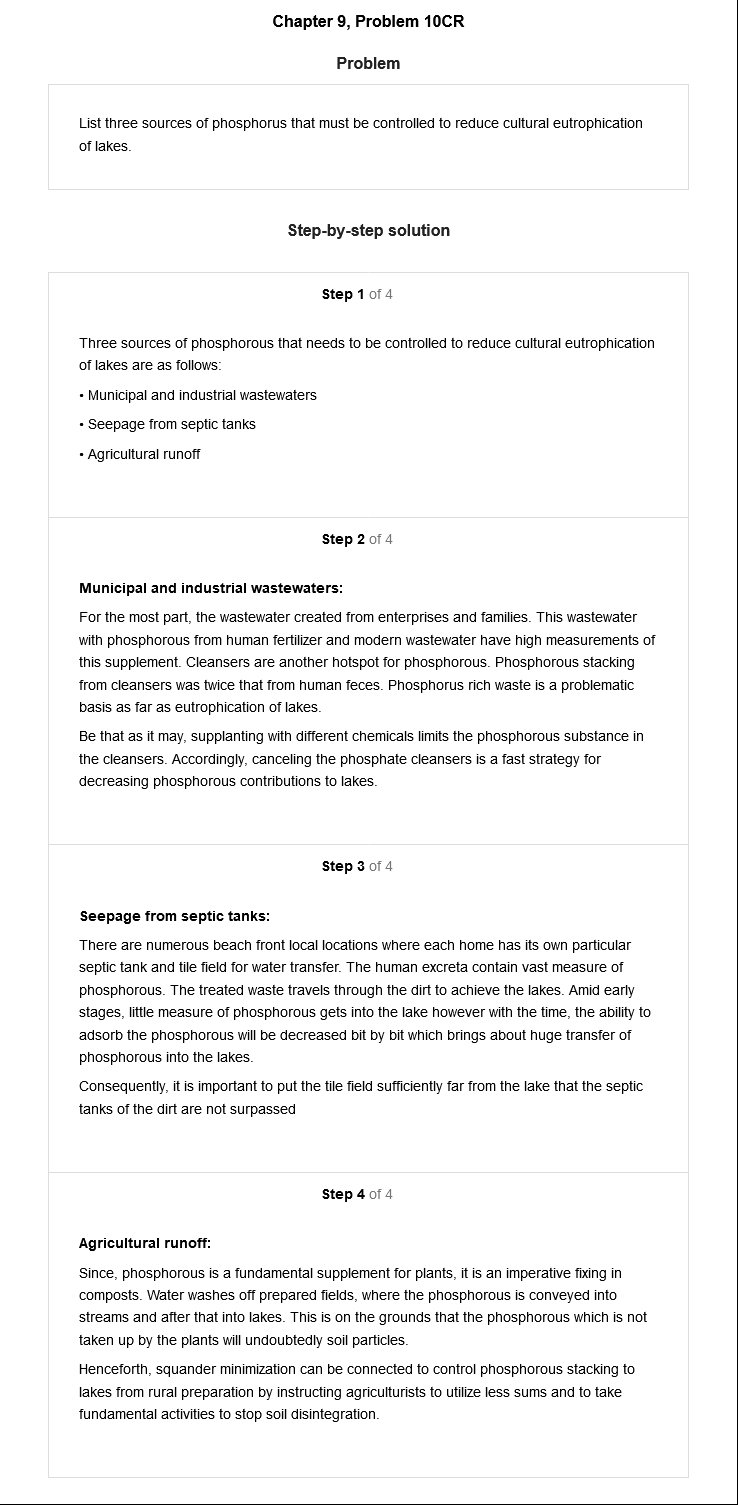 Chapter 9, Problem 10CR
Problem
List three sources of phosphorus that must be controlled to reduce cultural eutrophication
of lakes.
Step-by-step solution
Step 1 of 4
Three sources of phosphorous that needs to be controlled to reduce cultural eutrophication
of lakes are as follows:
• Municipal and industrial wastewaters
• Seepage from septic tanks
• Agricultural runoff
Step 2 of 4
Municipal and industrial wastewaters:
For the most part, the wastewater created from enterprises and families. This wastewater
with phosphorous from human fertilizer and modern wastewater have high measurements of
this supplement. Cleansers are another hotspot for phosphorous. Phosphorous stacking
from cleansers was twice that from human feces. Phosphorus rich waste is a problematic
basis as far as eutrophication of lakes.
Be that as it may, supplanting with different chemicals limits the phosphorous substance in
the cleansers. Accordingly, canceling the phosphate cleansers is a fast strategy for
decreasing phosphorous contributions to lakes.
Step 3 of 4
Seepage from septic tanks:
There are numerous beach front local locations where each home has its own particular
septic tank and tile field for water transfer. The human excreta contain vast measure of
phosphorous. The treated waste travels through the dirt to achieve the lakes. Amid early
stages, little measure of phosphorous gets into the lake however with the time, the ability to
adsorb the phosphorous will be decreased bit by bit which brings about huge transfer of
phosphorous into the lakes.
Consequently, it is important to put the tile field sufficiently far from the lake that the septic
tanks of the dirt are not surpassed
Step 4 of 4
Agricultural runoff:
Since, phosphorous is a fundamental supplement for plants, it is an imperative fixing in
composts. Water washes off prepared fields, where the phosphorous is conveyed into
streams and after that into lakes. This is on the grounds that the phosphorous which is not
taken up by the plants will undoubtedly soil particles.
Henceforth, squander minimization can be connected to control phosphorous stacking to
lakes from rural preparation by instructing agriculturists to utilize less sums and to take
fundamental activities to stop soil disintegration.